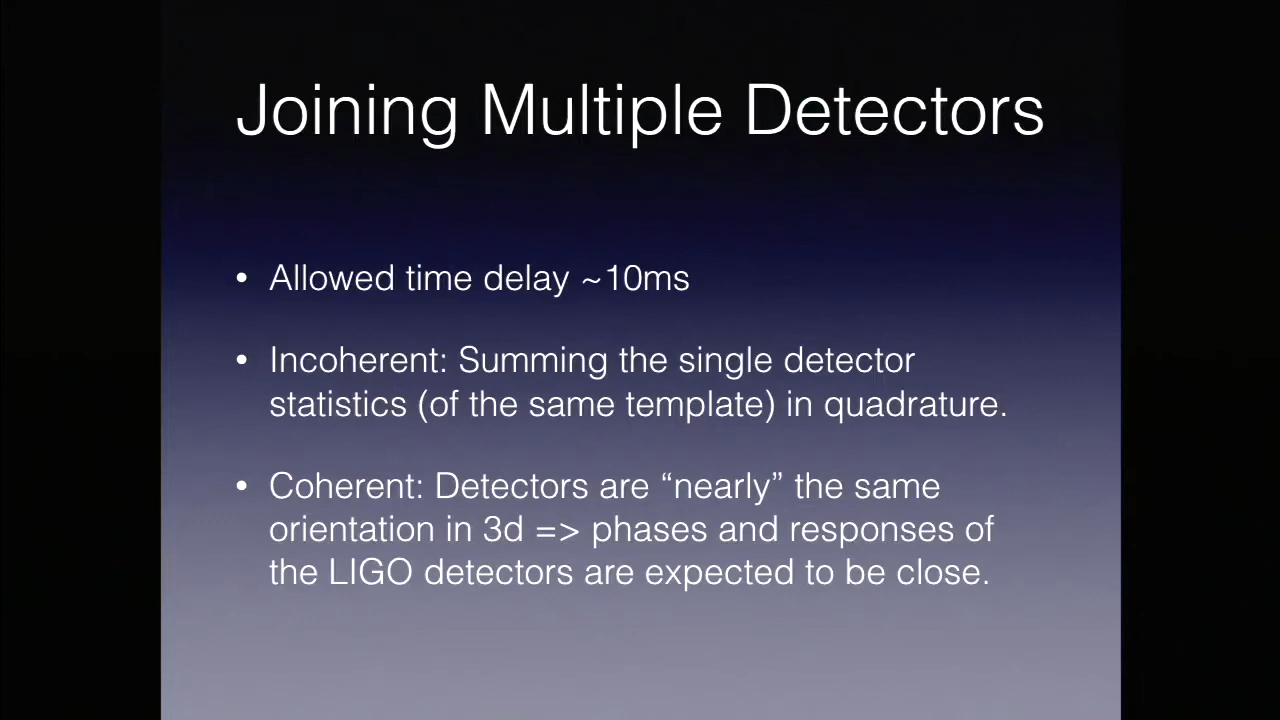 Joining Multiple Detectors
• Allowed time delay ~10ms
• Incoherent: Summing the single detector
statistics (of the same template) in quadrature.
• Coherent: Detectors are “nearly” the same
orientation in 3d => phases and responses of
the LIGO detectors are expected to be close.